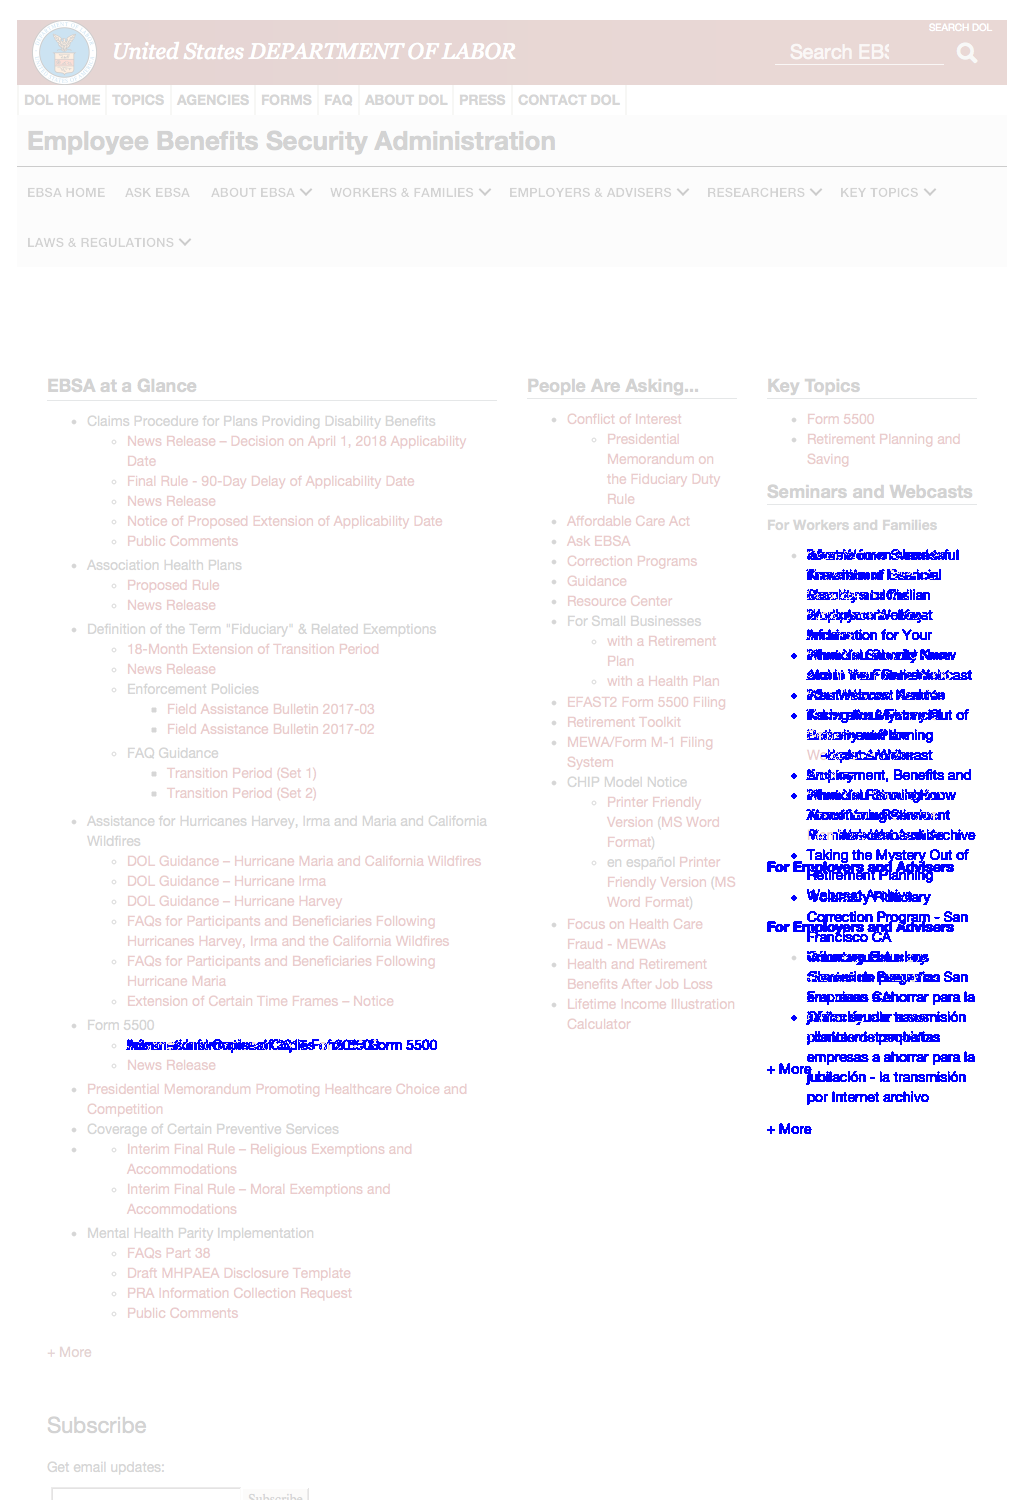 SEARCH DOL
United States DEPARTMENT OF LABOR
Search EBS
DOL HOME TOPICS AGENCIES FORMS FAQ ABOUT DOL PRESS CONTACT DOL
Employee Benefits Security Administration
EBSA HOME ASK EBSA ABOUT EBSA WORKERS & FAMILIES EMPLOYERS & ADVISERS RESEARCHERS KEY TOPICS
LAWS & REGULATIONS
EBSA at a Glance
Claims Procedure for Plans Providing Disability Benefits
News Release – Decision on April 1, 2018 Applicability
Date
Final Rule - 90-Day Delay of Applicability Date
News Release
Notice of Proposed Extension of Applicability Date
Public Comments
Association Health Plans
Proposed Rule
News Release
Definition of the Term "Fiduciary" & Related Exemptions
18-Month Extension of Transition Period
News Release
Enforcement Policies
Field Assistance Bulletin 2017-03
Field Assistance Bulletin 2017-02
FAQ Guidance
Transition Period (Set 1)
Transition Period (Set 2)
Assistance for Hurricanes Harvey, Irma and Maria and California
Wildfires
DOL Guidance – Hurricane Maria and California Wildfires
DOL Guidance – Hurricane Irma
DOL Guidance – Hurricane Harvey
FAQs for Participants and Beneficiaries Following
Hurricanes Harvey, Irma and the California Wildfires
FAQs for Participants and Beneficiaries Following
Hurricane Maria
Extension of Certain Time Frames – Notice
Form 5500
Form 5500
News Release
Presidential Memorandum Promoting Healthcare Choice and
Competition
Coverage of Certain Preventive Services
Interim Final Rule – Religious Exemptions and
Accommodations
Interim Final Rule – Moral Exemptions and
Accommodations
Mental Health Parity Implementation
FAQs Part 38
Draft MHPAEA Disclosure Template
PRA Information Collection Request
Public Comments
+ More
People Are Asking...
Conflict of Interest
Presidential
Memorandum on
the Fiduciary Duty
Rule
Affordable Care Act
Ask EBSA
Correction Programs
Guidance
Resource Center
For Small Businesses
with a Retirement
Plan
with a Health Plan
EFAST2 Form 5500 Filing
Retirement Toolkit
MEWA/Form M-1 Filing
System
CHIP Model Notice
Printer Friendly
Version (MS Word
Format)
en español Printer
Friendly Version (MS
Word Format)
Focus on Health Care
Fraud - MEWAs
Health and Retirement
Benefits After Job Loss
Lifetime Income Illustration
Calculator
Key Topics
Form 5500
Retirement Planning and
Saving
Seminars and Webcasts
For Workers and Families
for Your
Out of
Employment, Benefits and
Archive
Taking the Mystery Out of
For Employers and Advisers
Retirement Planning
Correction Program - San
For Employers and Advisers
Francisco CA
San
empresas a ahorrar para la
transmisión
empresas a ahorrar para la
+ More
jubilación - la transmisión
por Internet archivo
+ More
Subscribe
Get email updates:
Subscribe